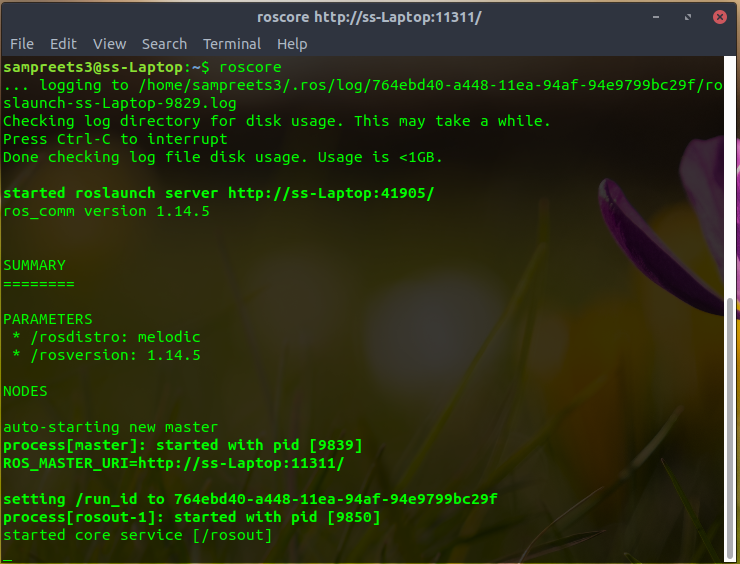 roscore http://ss-Laptop:11311/
File Edit View Search Terminal Help
sampreets3@ss-Laptop:~$ roscore
... logging to /home/sampreets3/.ros/log/764ebd40-a448-11ea-94af-94e9799bc29f/ro
slaunch-ss-Laptop-9829.log
Checking log directory for disk usage. This may take a while.
Press Ctrl-C to interrupt
Done checking log file disk usage. Usage is <1GB.
started roslaunch server http://ss-Laptop:41905/
ros_comm version 1.14.5
SUMMARY
========
PARAMETERS
* /rosdistro: melodic
* /rosversion: 1.14.5
NODES
auto-starting new master
process[master]: started with pid [9839]
ROS_MASTER_URI=http://ss-Laptop:11311/
setting /run_id to 764ebd40-a448-11ea-94af-94e9799bc29f
process[rosout-1]: started with pid [9850]
started core service [/rosout]